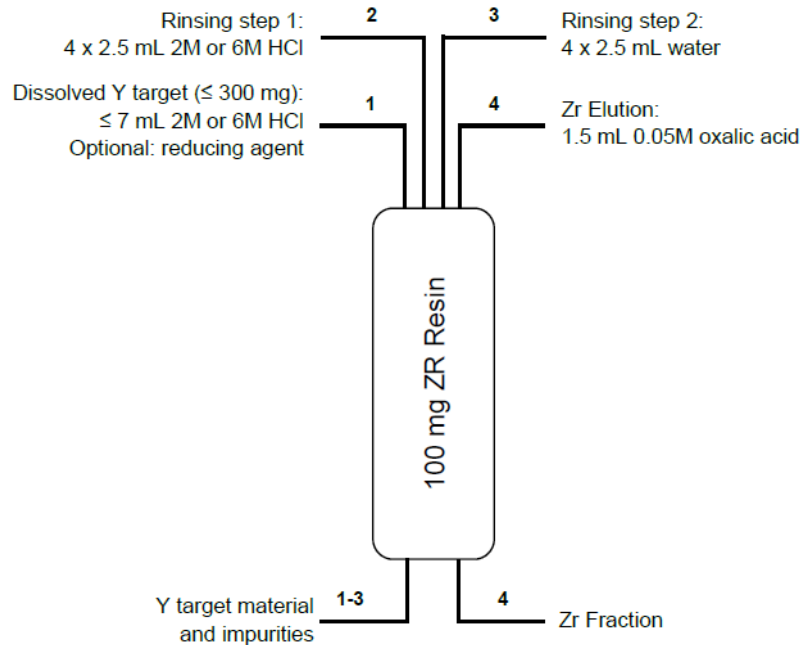 Rinsing step 1:
4 x 2.5 mL 2M or 6M HCl
2
3
Rinsing step 2:
4 x 2.5 mL water
Dissolved Y target (≤ 300 mg):
≤ 7 mL 2M or 6M HCl
Optional: reducing agent
1
4
Zr Elution:
1.5 mL 0.05M oxalic acid
100 mg ZR Resin
Y target material
and impurities
1-3
4
Zr Fraction